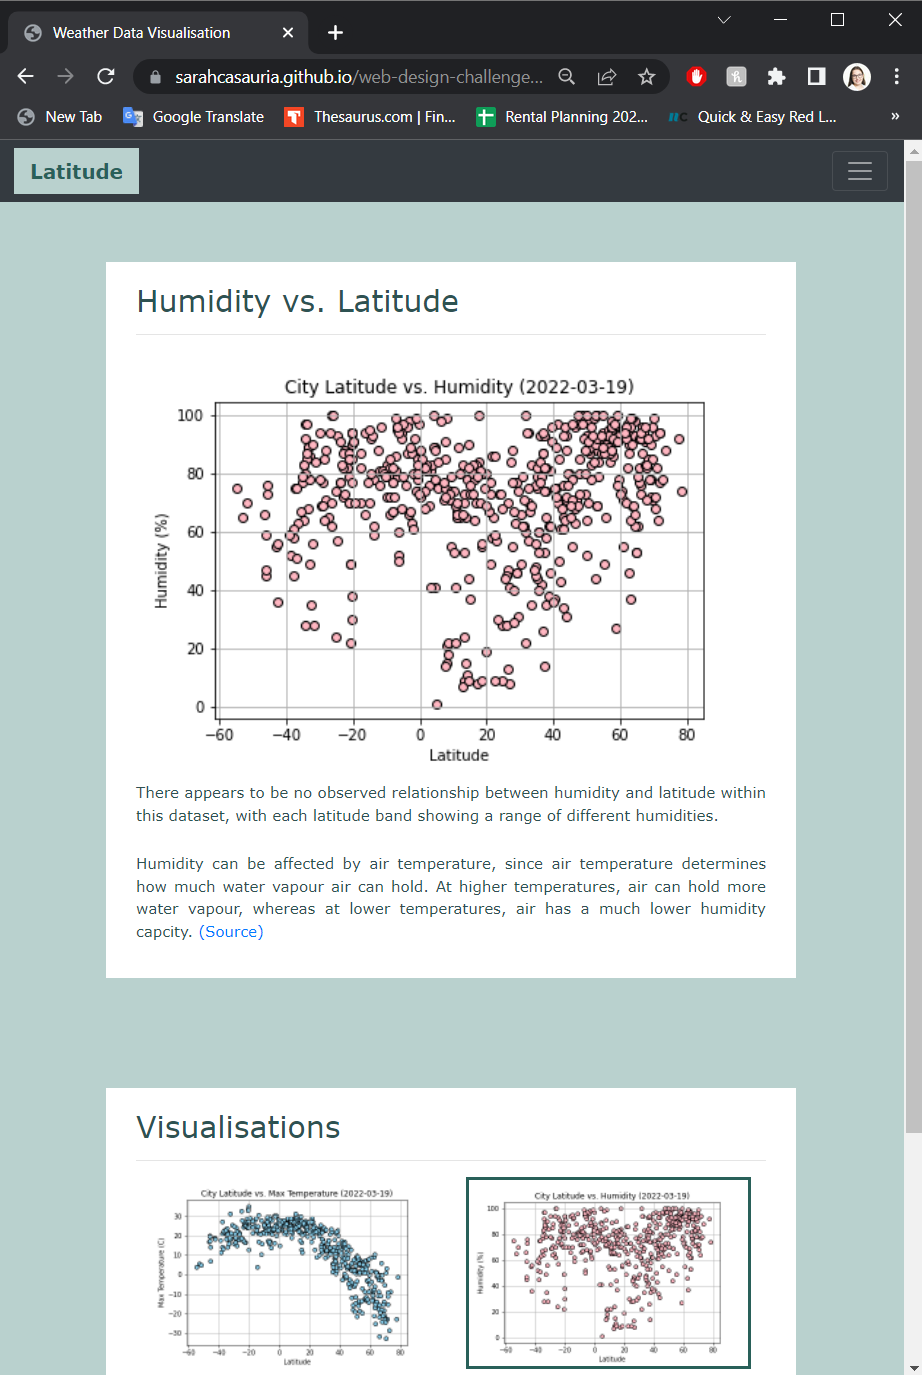 Weather Data Visualisation
sarahcasauria.github.io/web-design-challenge...
New Tab Google Translate Thesaurus.com | Fin... Rental Planning 202... Quick & Easy Red L... »
Latitude
Humidity vs. Latitude
City Latitude vs. Humidity (2022-03-19)
100
80
60
40
20
0
Humidity (%)
−60 −40 −20 0 20 40 60 80
Latitude
There appears to be no observed relationship between humidity and latitude within
this dataset, with each latitude band showing a range of different humidities.
Humidity can be affected by air temperature, since air temperature determines
how much water vapour air can hold. At higher temperatures, air can hold more
water vapour, whereas at lower temperatures, air has a much lower humidity
capcity. (Source)
Visualisations
City Latitude vs. Max Temperature (2022-03-19)
30
20
10
0
−10
−20
−30
Max Temperature (C)
−60 −40 −20 0 20 40 60 80
Latitude
City Latitude vs. Humidity (2022-03-19)
100
80
60
40
20
0
Humidity (%)
−60 −40 −20 0 20 40 60 80
Latitude